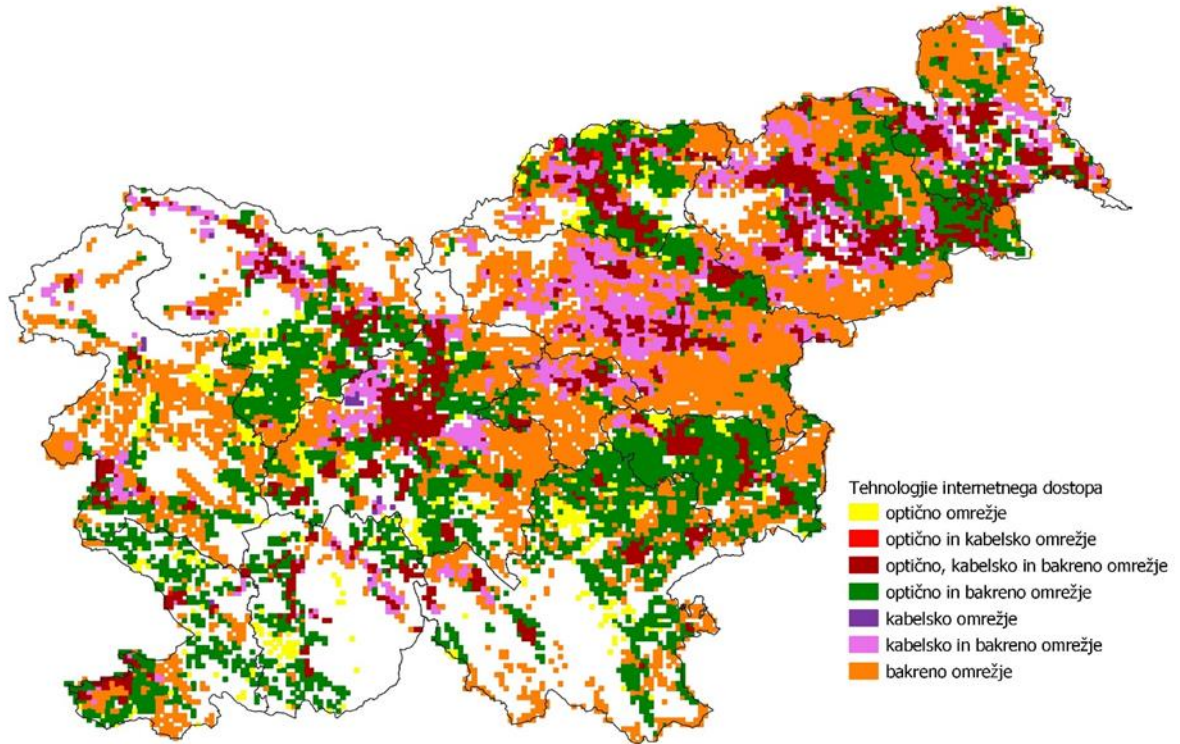 Tehnologjie internetnega dostopa
optično omrežje
optično in kabelsko omrežje
optično, kabelsko in bakreno omrežje
optično in bakreno omrežje
kabelsko omrežje
kabelsko in bakreno omrežje
bakreno omrežje